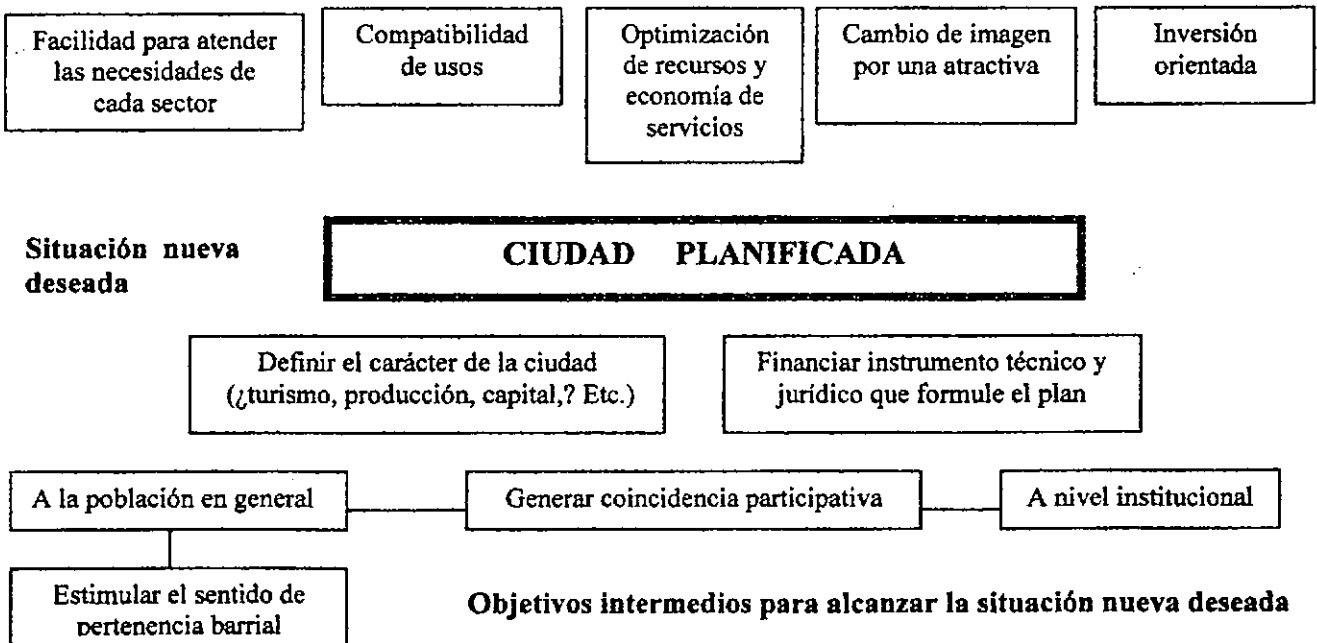 Facilidad para atender
las necesidades de
cada sector
Compatibilidad
de usos
Optimización
de recursos y
economía de
servicios
Cambio de imagen
por una atractiva
Inversión
orientada
Situación nueva
deseada
CIUDAD PLANIFICADA
Definir el carácter de la ciudad
(¿turismo, producción, capital,? Etc.)
Financiar instrumento técnico y
jurídico que formule el plan
A la población en general
Generar coincidencia participativa
A nivel institucional
Estimular el sentido de
pertenencia barrial
Objetivos intermedios para alcanzar la situación nueva deseada